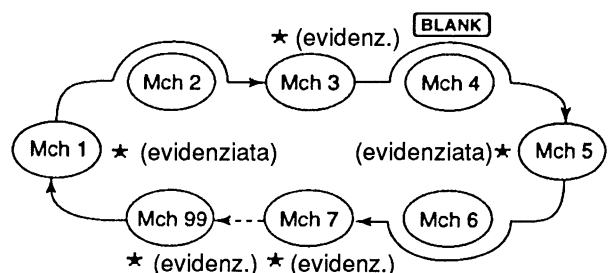 ★ (evidenz.) BLANK
Mch 2 Mch 3 Mch 4
Mch 1 ★ (evidenziata) (evidenziata) ★ Mch 5
Mch 99 Mch 7 Mch 6
★ (evidenz.) ★ (evidenz.)